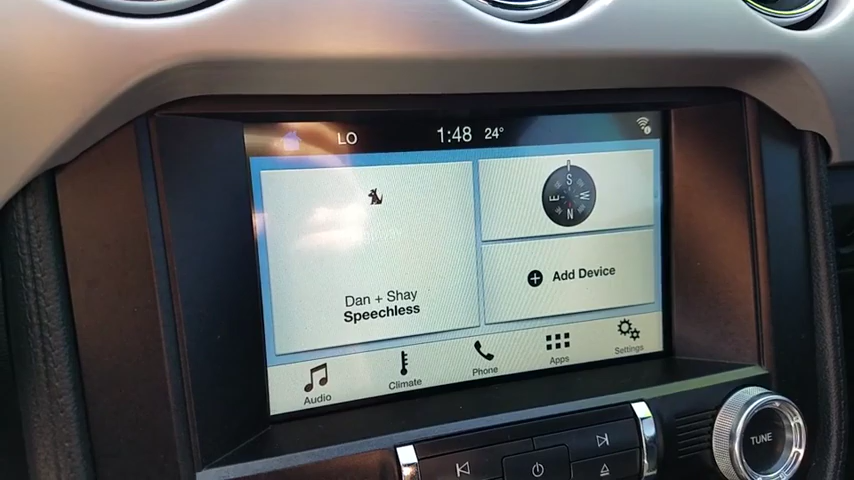 LO
1:48 24°
S
E W
N
Add Device
Dan + Shay
Speechless
Audio
Climate
Phone
Apps
Settings
TUNE